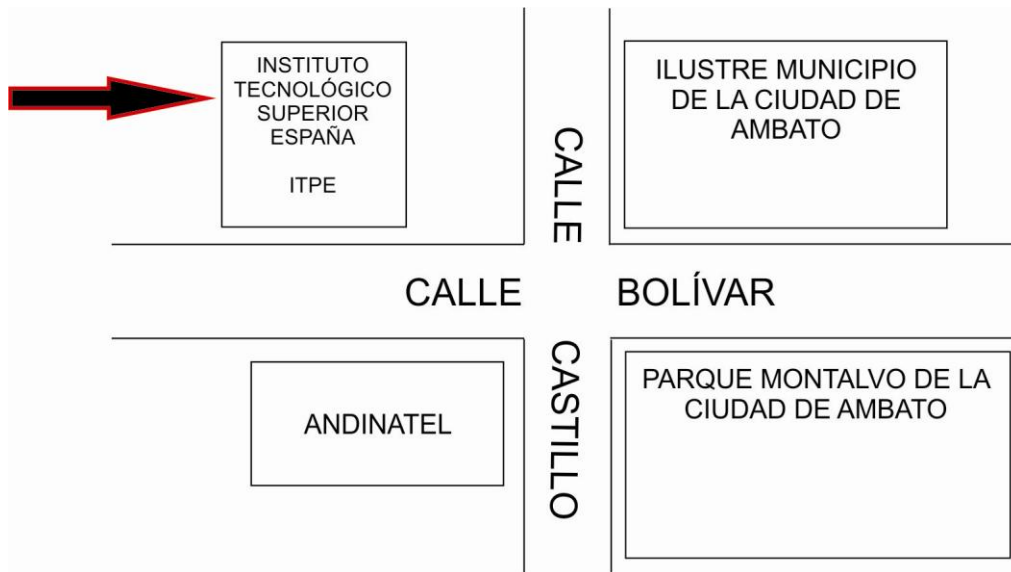 INSTITUTO
TECNOLÓGICO
SUPERIOR
ESPAÑA
ITPE
ILUSTRE MUNICIPIO
DE LA CIUDAD DE
AMBATO
CALLE
CALLE BOLÍVAR
CASTILLO
ANDINATEL
PARQUE MONTALVO DE LA
CIUDAD DE AMBATO